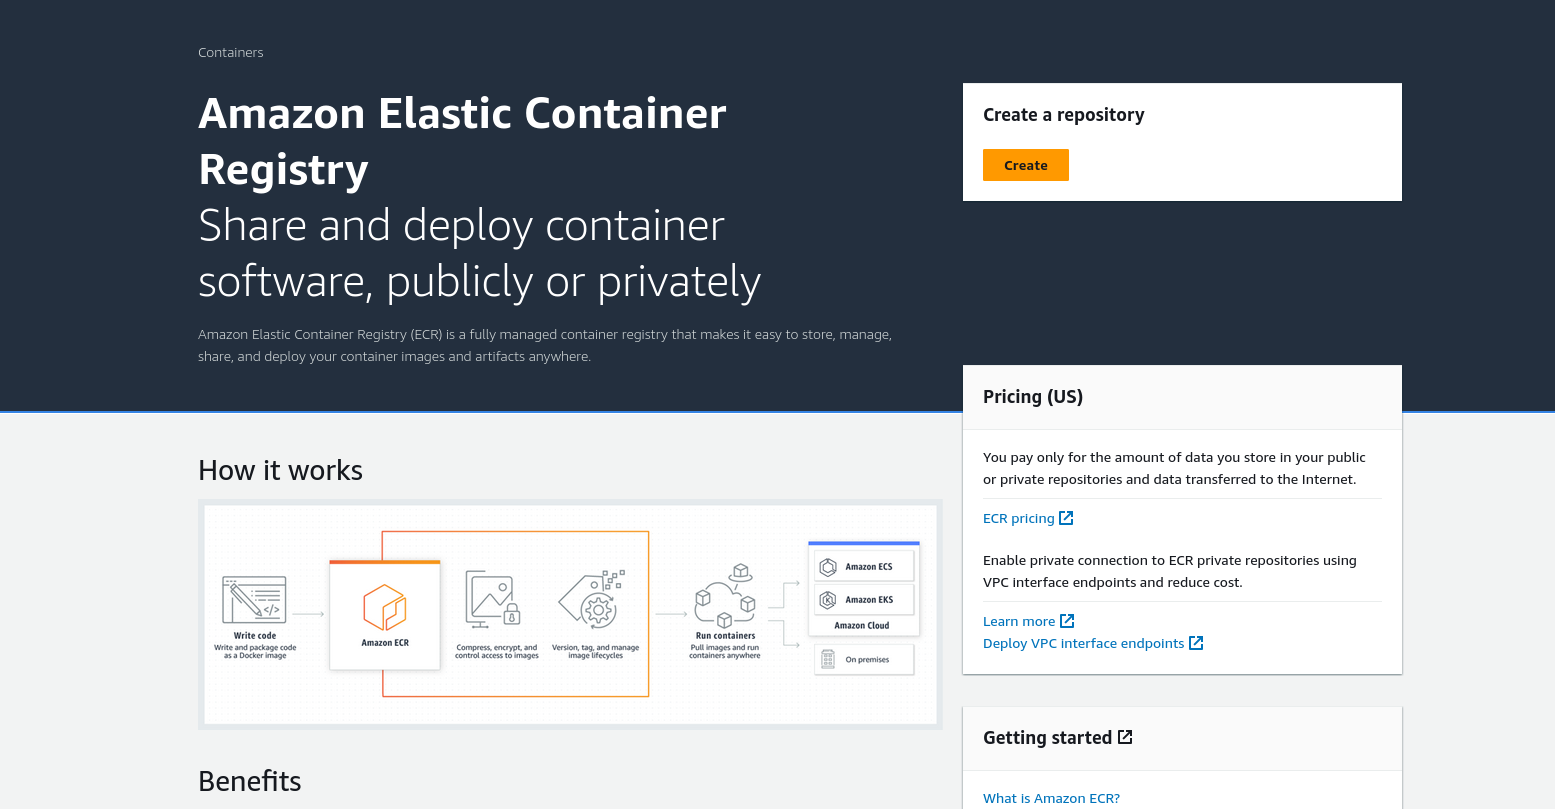 Containers
Amazon Elastic Container
Registry
Share and deploy container
software, publicly or privately
Amazon Elastic Container Registry (ECR) is a fully managed container registry that makes it easy to store, manage,
share, and deploy your container images and artifacts anywhere.
Create a repository
Create
How it works
Write code
Write and package code
as a Docker image
Amazon ECR
Compress, encrypt, and
control access to images
Version, tag, and manage
image lifecycles
Run containers
Pull images and run
containers anywhere
Amazon ECS
Amazon EKS
Amazon Cloud
On premises
Benefits
Pricing (US)
You pay only for the amount of data you store in your public
or private repositories and data transferred to the Internet.
ECR pricing
Enable private connection to ECR private repositories using
VPC interface endpoints and reduce cost.
Learn more
Deploy VPC interface endpoints
Getting started
What is Amazon ECR?